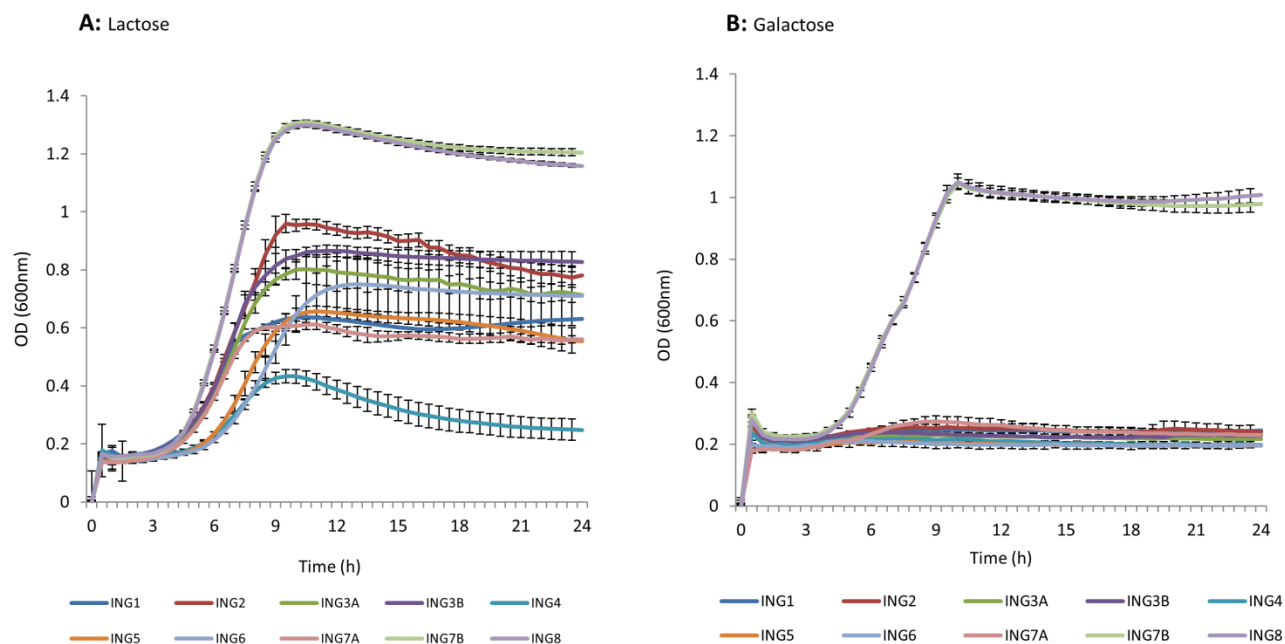 A: Lactose
1.4
1.2
1
0.8
0.6
0.4
0.2
0
OD (600nm)
0 3 6 9 12 15 18 21 24
Time (h)
ING1 ING2 ING3A ING3B ING4
ING5 ING6 ING7A ING7B ING8
B: Galactose
1.4
1.2
1
0.8
0.6
0.4
0.2
0
OD (600nm)
0 3 6 9 12 15 18 21 24
Time (h)
ING1 ING2 ING3A ING3B ING4
ING5 ING6 ING7A ING7B ING8